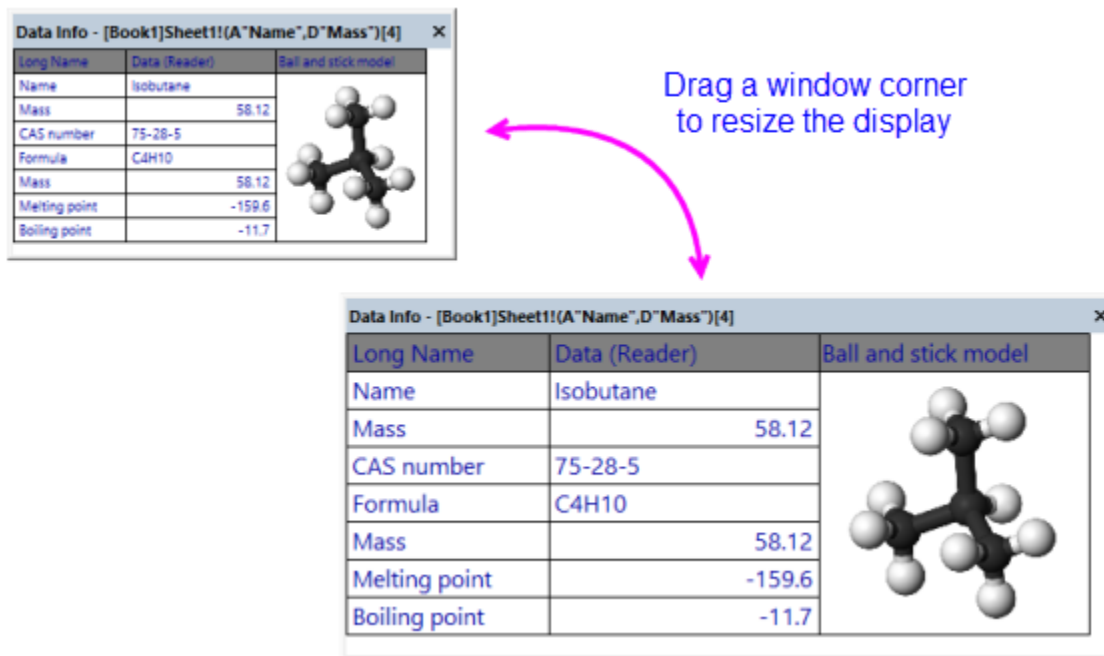 Data Info - [Book1]Sheet1!(A"Name",D"Mass")[4] ×
Long Name Data (Reader) Ball and stick model
Name Isobutane
Mass 58.12
CAS number 75-28-5
Formula C4H10
Mass 58.12
Melting point -159.6
Boiling point -11.7
Drag a window corner
to resize the display
Data Info - [Book1]Sheet1!(A"Name",D"Mass")[4] ×
Long Name Data (Reader) Ball and stick model
Name Isobutane
Mass 58.12
CAS number 75-28-5
Formula C4H10
Mass 58.12
Melting point -159.6
Boiling point -11.7